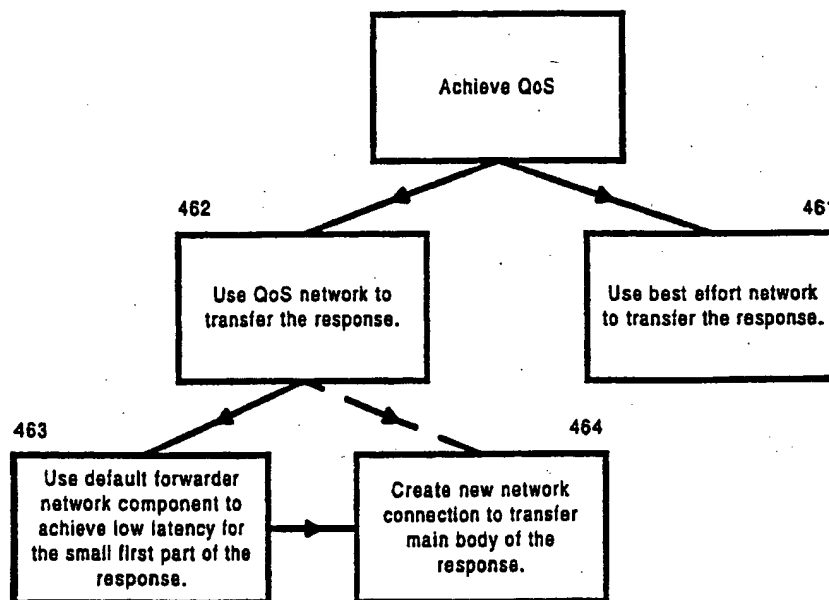 Achieve QoS
462
461
Use QoS network to
transfer the response.
Use best effort network
to transfer the response.
463
464
Use default forwarder
network component to
achieve low latency for
the small first part of the
response.
Create new network
connection to transfer
main body of the
response.